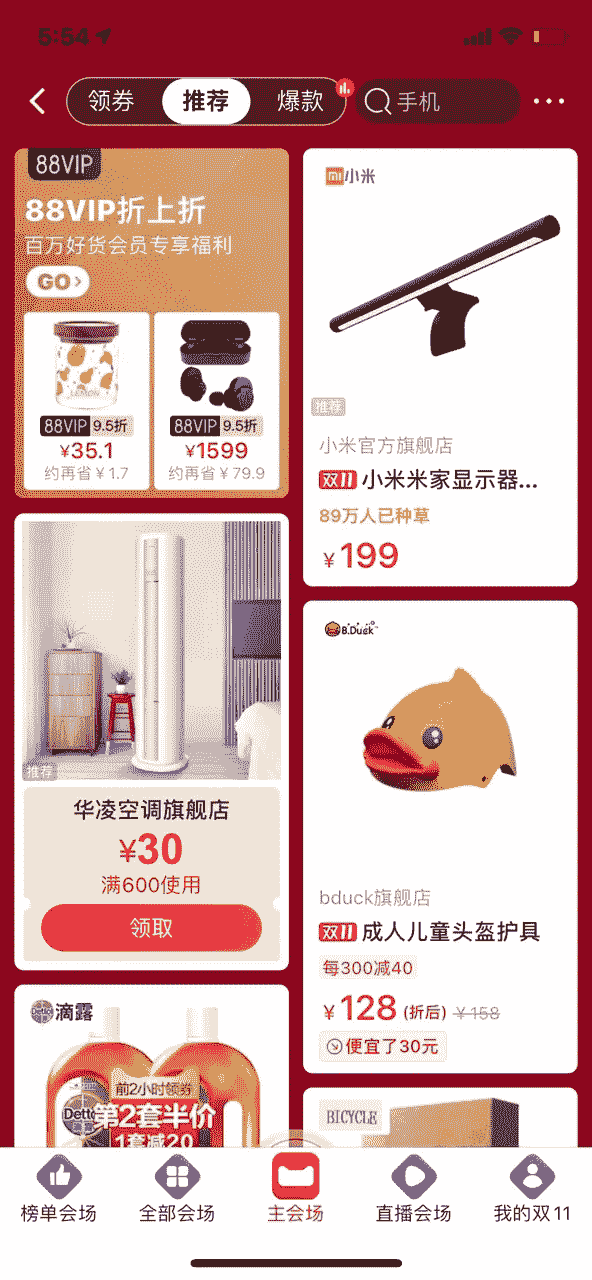 5:54
领券
推荐
爆款
手机
88VIP
88VIP折上折
百万好货会员专享福利
GO
LEMON
88VIP 9.5折
¥35.1
约再省¥1.7
88VIP 9.5折
¥1599
约再省¥79.9
小米
推荐
小米官方旗舰店
双11 小米米家显示器...
89万人已种草
¥199
推荐
华凌空调旗舰店
¥30
满600使用
领取
B.Duck
bduck旗舰店
双11 成人儿童头盔护具
每300减40
¥128 (折后) ¥158
便宜了30元
Dettol 滴露
前2小时领券
第2套半价
1套减20
BICYCLE
榜单会场
全部会场
主会场
直播会场
我的双11